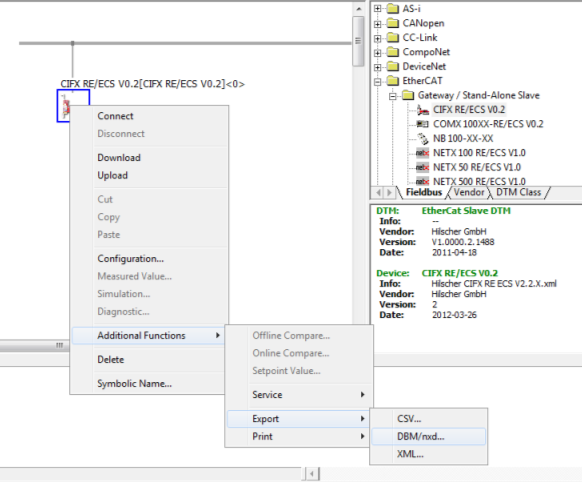 CIFX RE/ECS V0.2[CIFX RE/ECS V0.2]<0>
Connect
Disconnect
Download
Upload
Cut
Copy
Paste
Configuration...
Measured Value...
Simulation...
Diagnostic...
Additional Functions
Delete
Symbolic Name...
Offline Compare...
Online Compare...
Setpoint Value...
Service
Export
Print
CSV...
DBM/nxd...
XML...
AS-i
CANopen
CC-Link
CompoNet
DeviceNet
EtherCAT
Gateway / Stand-Alone Slave
CIFX RE/ECS V0.2
COMX 100XX-RE/ECS V0.2
NB 100-XX-XX
NETX 100 RE/ECS V1.0
NETX 50 RE/ECS V1.0
NETX 500 RE/ECS V1.0
Fieldbus Vendor DTM Class
DTM: EtherCat Slave DTM
Info: --
Vendor: Hilscher GmbH
Version: V1.0000.2.1488
Date: 2011-04-18
Device: CIFX RE/ECS V0.2
Info: Hilscher CIFX RE ECS V2.2.X.xml
Vendor: Hilscher GmbH
Version: 2
Date: 2012-03-26